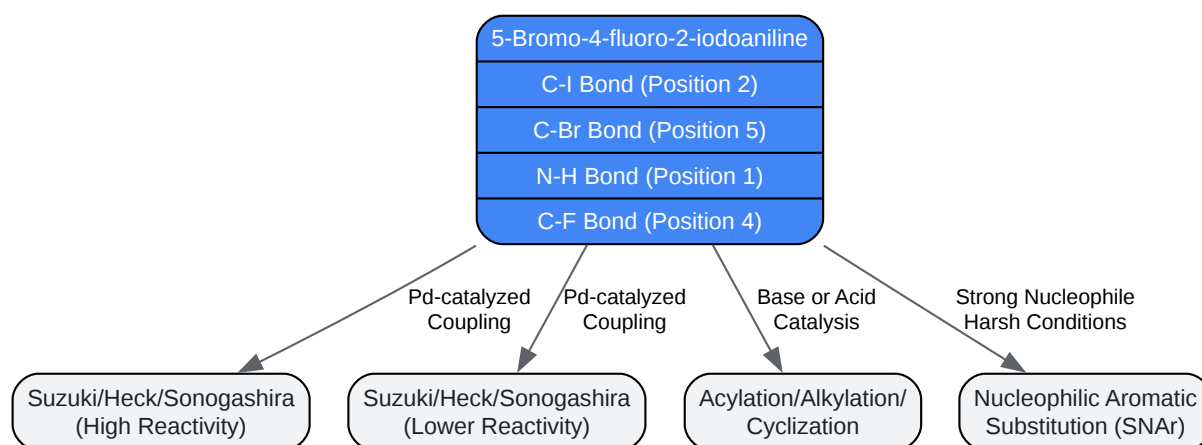 5-Bromo-4-fluoro-2-iodoaniline
C-I Bond (Position 2)
C-Br Bond (Position 5)
N-H Bond (Position 1)
C-F Bond (Position 4)
Pd-catalyzed
Coupling
Pd-catalyzed
Coupling
Base or Acid
Catalysis
Strong Nucleophile
Harsh Conditions
Suzuki/Heck/Sonogashira
(High Reactivity)
Suzuki/Heck/Sonogashira
(Lower Reactivity)
Acylation/Alkylation/
Cyclization
Nucleophilic Aromatic
Substitution (SNAr)